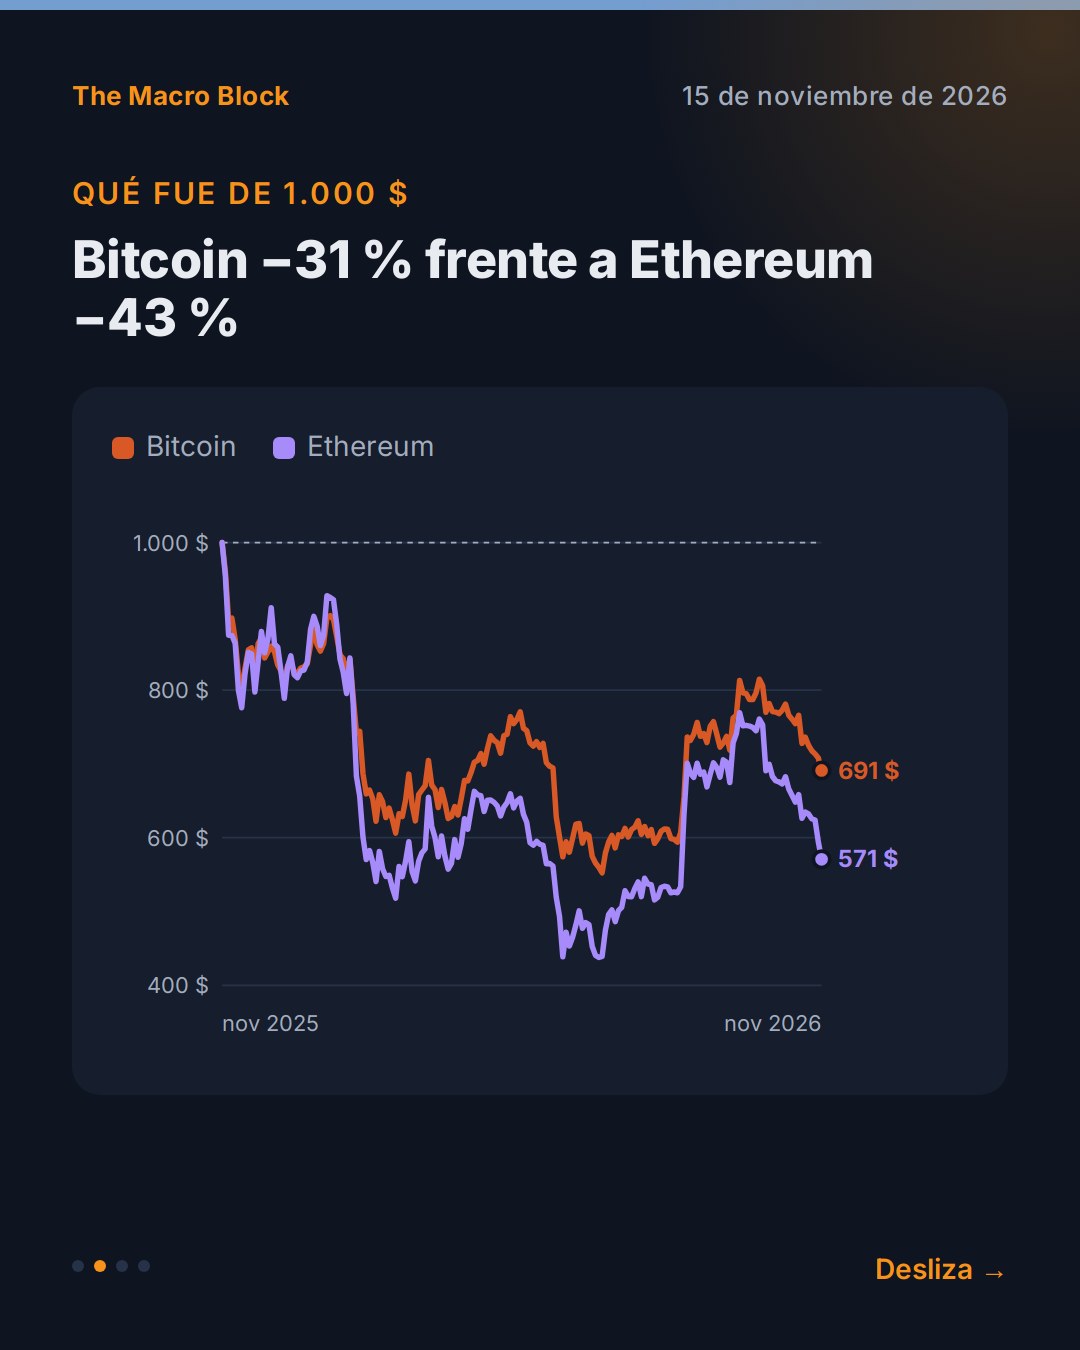 The Macro Block
15 de noviembre de 2026
QUÉ FUE DE 1.000 $
Bitcoin −31 % frente a Ethereum
−43 %
Bitcoin
Ethereum
1.000 $
800 $
600 $
400 $
691 $
571 $
nov 2025
nov 2026
Desliza →